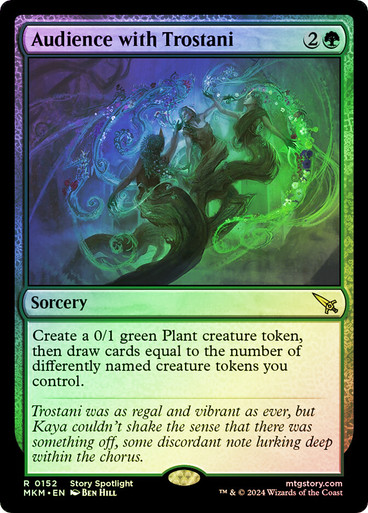 Audience with Trostani 2
Sorcery
Create a 0/1 green Plant creature token,
then draw cards equal to the number of
differently named creature tokens you
control.
Trostani was as regal and vibrant as ever, but
Kaya couldn't shake the sense that there was
something off, some discordant note lurking deep
within the chorus.
R 0152 Story Spotlight mtgstory.com
MKM • EN Ben Hill ™ & © 2024 Wizards of the Coast